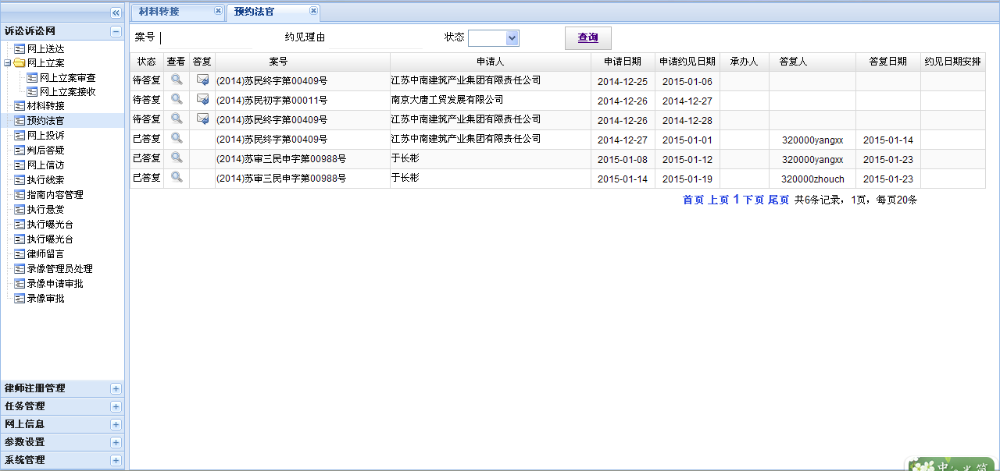 诉讼诉讼网
网上送达
网上立案
网上立案审查
网上立案接收
材料转接
预约法官
网上投诉
判后答疑
网上信访
执行线索
指南内容管理
执行悬赏
执行曝光台
执行曝光台
律师留言
录像管理员处理
录像申请审批
录像审批
律师注册管理
任务管理
网上信息
参数设置
系统管理
材料转接 预约法官
案号 约见理由 状态 查询
状态 查看 答复 案号 申请人 申请日期 申请约见日期 承办人 答复人 答复日期 约见日期安排
待答复 (2014)苏民终字第00409号 江苏中南建筑产业集团有限责任公司 2014-12-25 2015-01-06
待答复 (2014)苏民初字第00011号 南京大唐工贸发展有限公司 2014-12-26 2014-12-27
待答复 (2014)苏民终字第00409号 江苏中南建筑产业集团有限责任公司 2014-12-26 2014-12-28
已答复 (2014)苏民终字第00409号 江苏中南建筑产业集团有限责任公司 2014-12-27 2015-01-01 320000yangxx 2015-01-14
已答复 (2014)苏审三民申字第00988号 于长彬 2015-01-08 2015-01-12 320000yangxx 2015-01-23
已答复 (2014)苏审三民申字第00988号 于长彬 2015-01-14 2015-01-19 320000zhouch 2015-01-23
首页 上页 1 下页 尾页 共6条记录，1页，每页20条